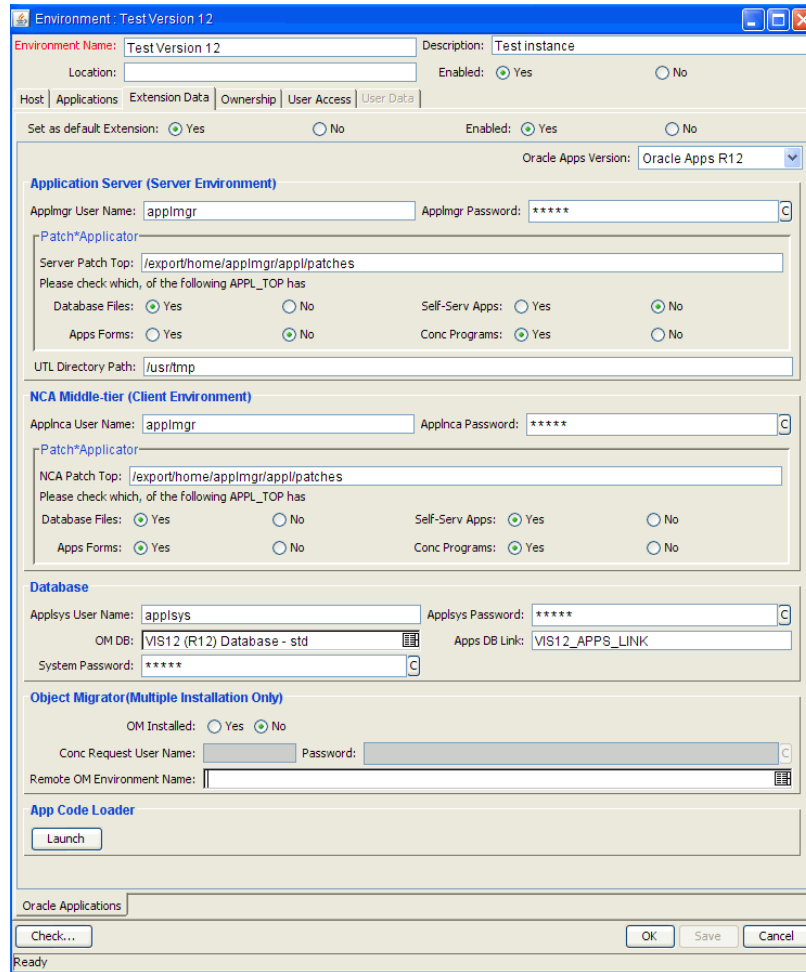 Environment : Test Version 12
Environment Name: Test Version 12 Description: Test instance
Location: Enabled: Yes No
Host Applications Extension Data Ownership User Access User Data
Set as default Extension: Yes No Enabled: Yes No
Oracle Apps Version: Oracle Apps R12
Application Server (Server Environment)
Applmgr User Name: applmgr Applmgr Password: ***** C
Patch*Applicator
Server Patch Top: /export/home/applmgr/appl/patches
Please check which, of the following APPL_TOP has
Database Files: Yes No Self-Serv Apps: Yes No
Apps Forms: Yes No Conc Programs: Yes No
UTL Directory Path: /usr/tmp
NCA Middle-tier (Client Environment)
Applnca User Name: applmgr Applnca Password: ***** C
Patch*Applicator
NCA Patch Top: /export/home/applmgr/appl/patches
Please check which, of the following APPL_TOP has
Database Files: Yes No Self-Serv Apps: Yes No
Apps Forms: Yes No Conc Programs: Yes No
Database
Applsys User Name: applsys Applsys Password: ***** C
OM DB: VIS12 (R12) Database - std Apps DB Link: VIS12_APPS_LINK
System Password: ***** C
Object Migrator(Multiple Installation Only)
OM Installed: Yes No
Conc Request User Name: Password: C
Remote OM Environment Name:
App Code Loader
Launch
Oracle Applications
Check... OK Save Cancel
Ready